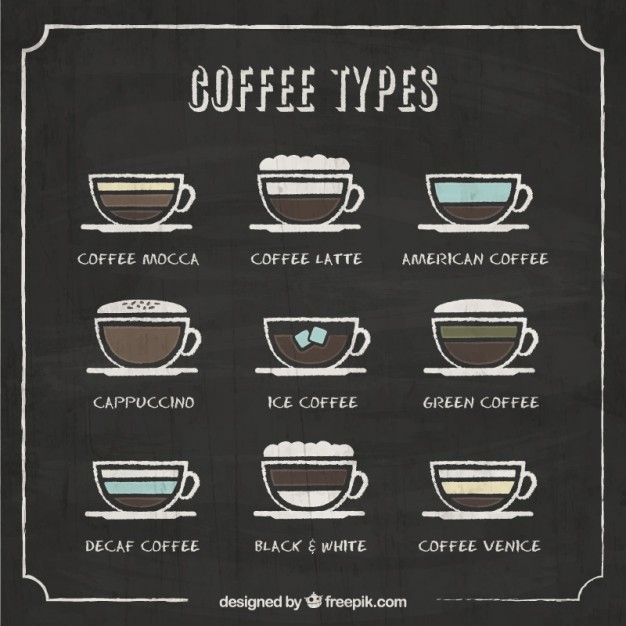 COFFEE TYPES
COFFEE MOCCA
COFFEE LATTE
AMERICAN COFFEE
CAPPUCCINO
ICE COFFEE
GREEN COFFEE
DECAF COFFEE
BLACK & WHITE
COFFEE VENICE
designed by freepik.com